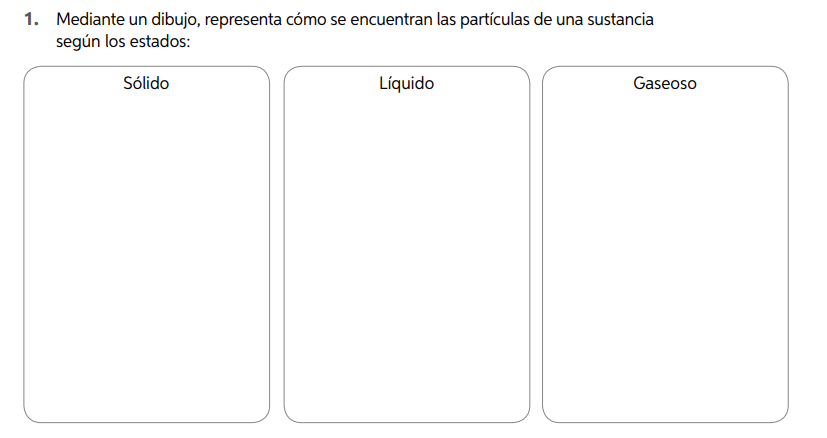 1. Mediante un dibujo, representa cómo se encuentran las partículas de una sustancia
según los estados:
Sólido
Líquido
Gaseoso